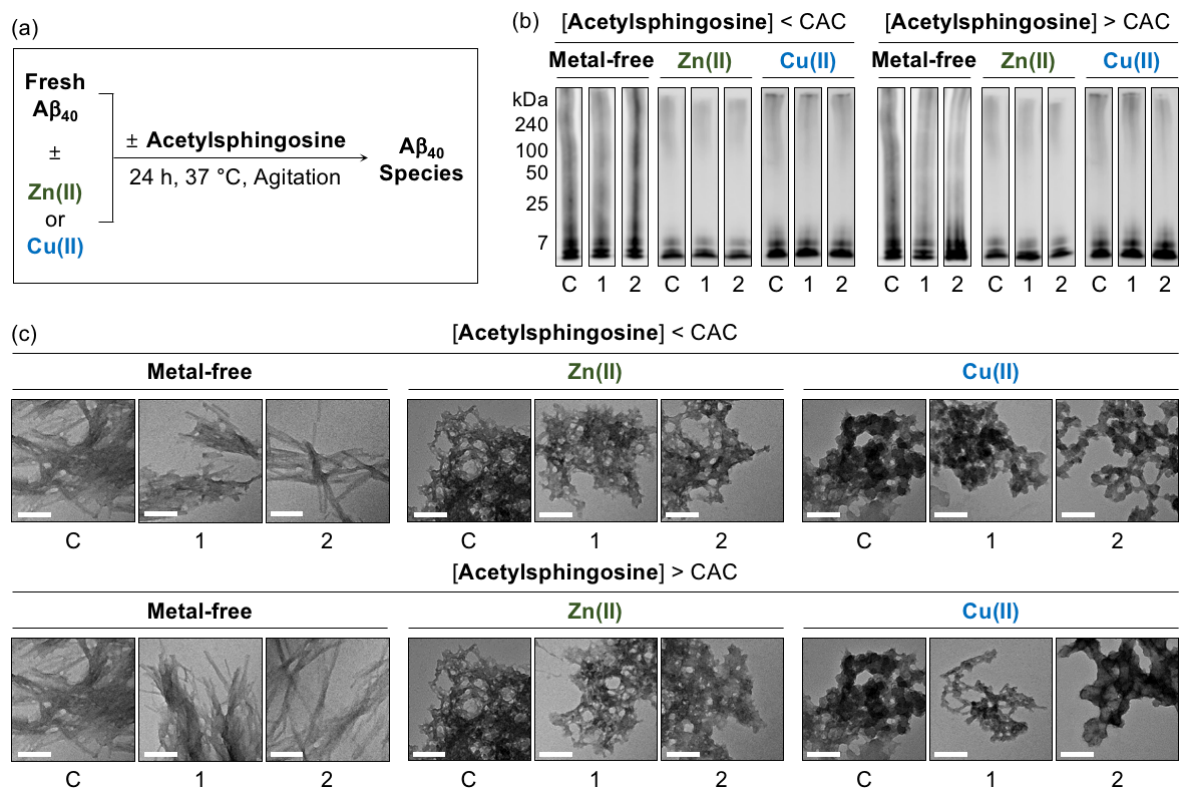 (a)
Fresh
Aβ40
±
Zn(II)
or
Cu(II)
± Acetylsphingosine
24 h, 37 °C, Agitation
Aβ40
Species
(b)
[Acetylsphingosine] < CAC
[Acetylsphingosine] > CAC
Metal-free Zn(II) Cu(II)
Metal-free Zn(II) Cu(II)
kDa
240
100
50
25
7
C 1 2 C 1 2 C 1 2
C 1 2 C 1 2 C 1 2
(c)
[Acetylsphingosine] < CAC
Metal-free Zn(II) Cu(II)
C 1 2 C 1 2 C 1 2
[Acetylsphingosine] > CAC
Metal-free Zn(II) Cu(II)
C 1 2 C 1 2 C 1 2